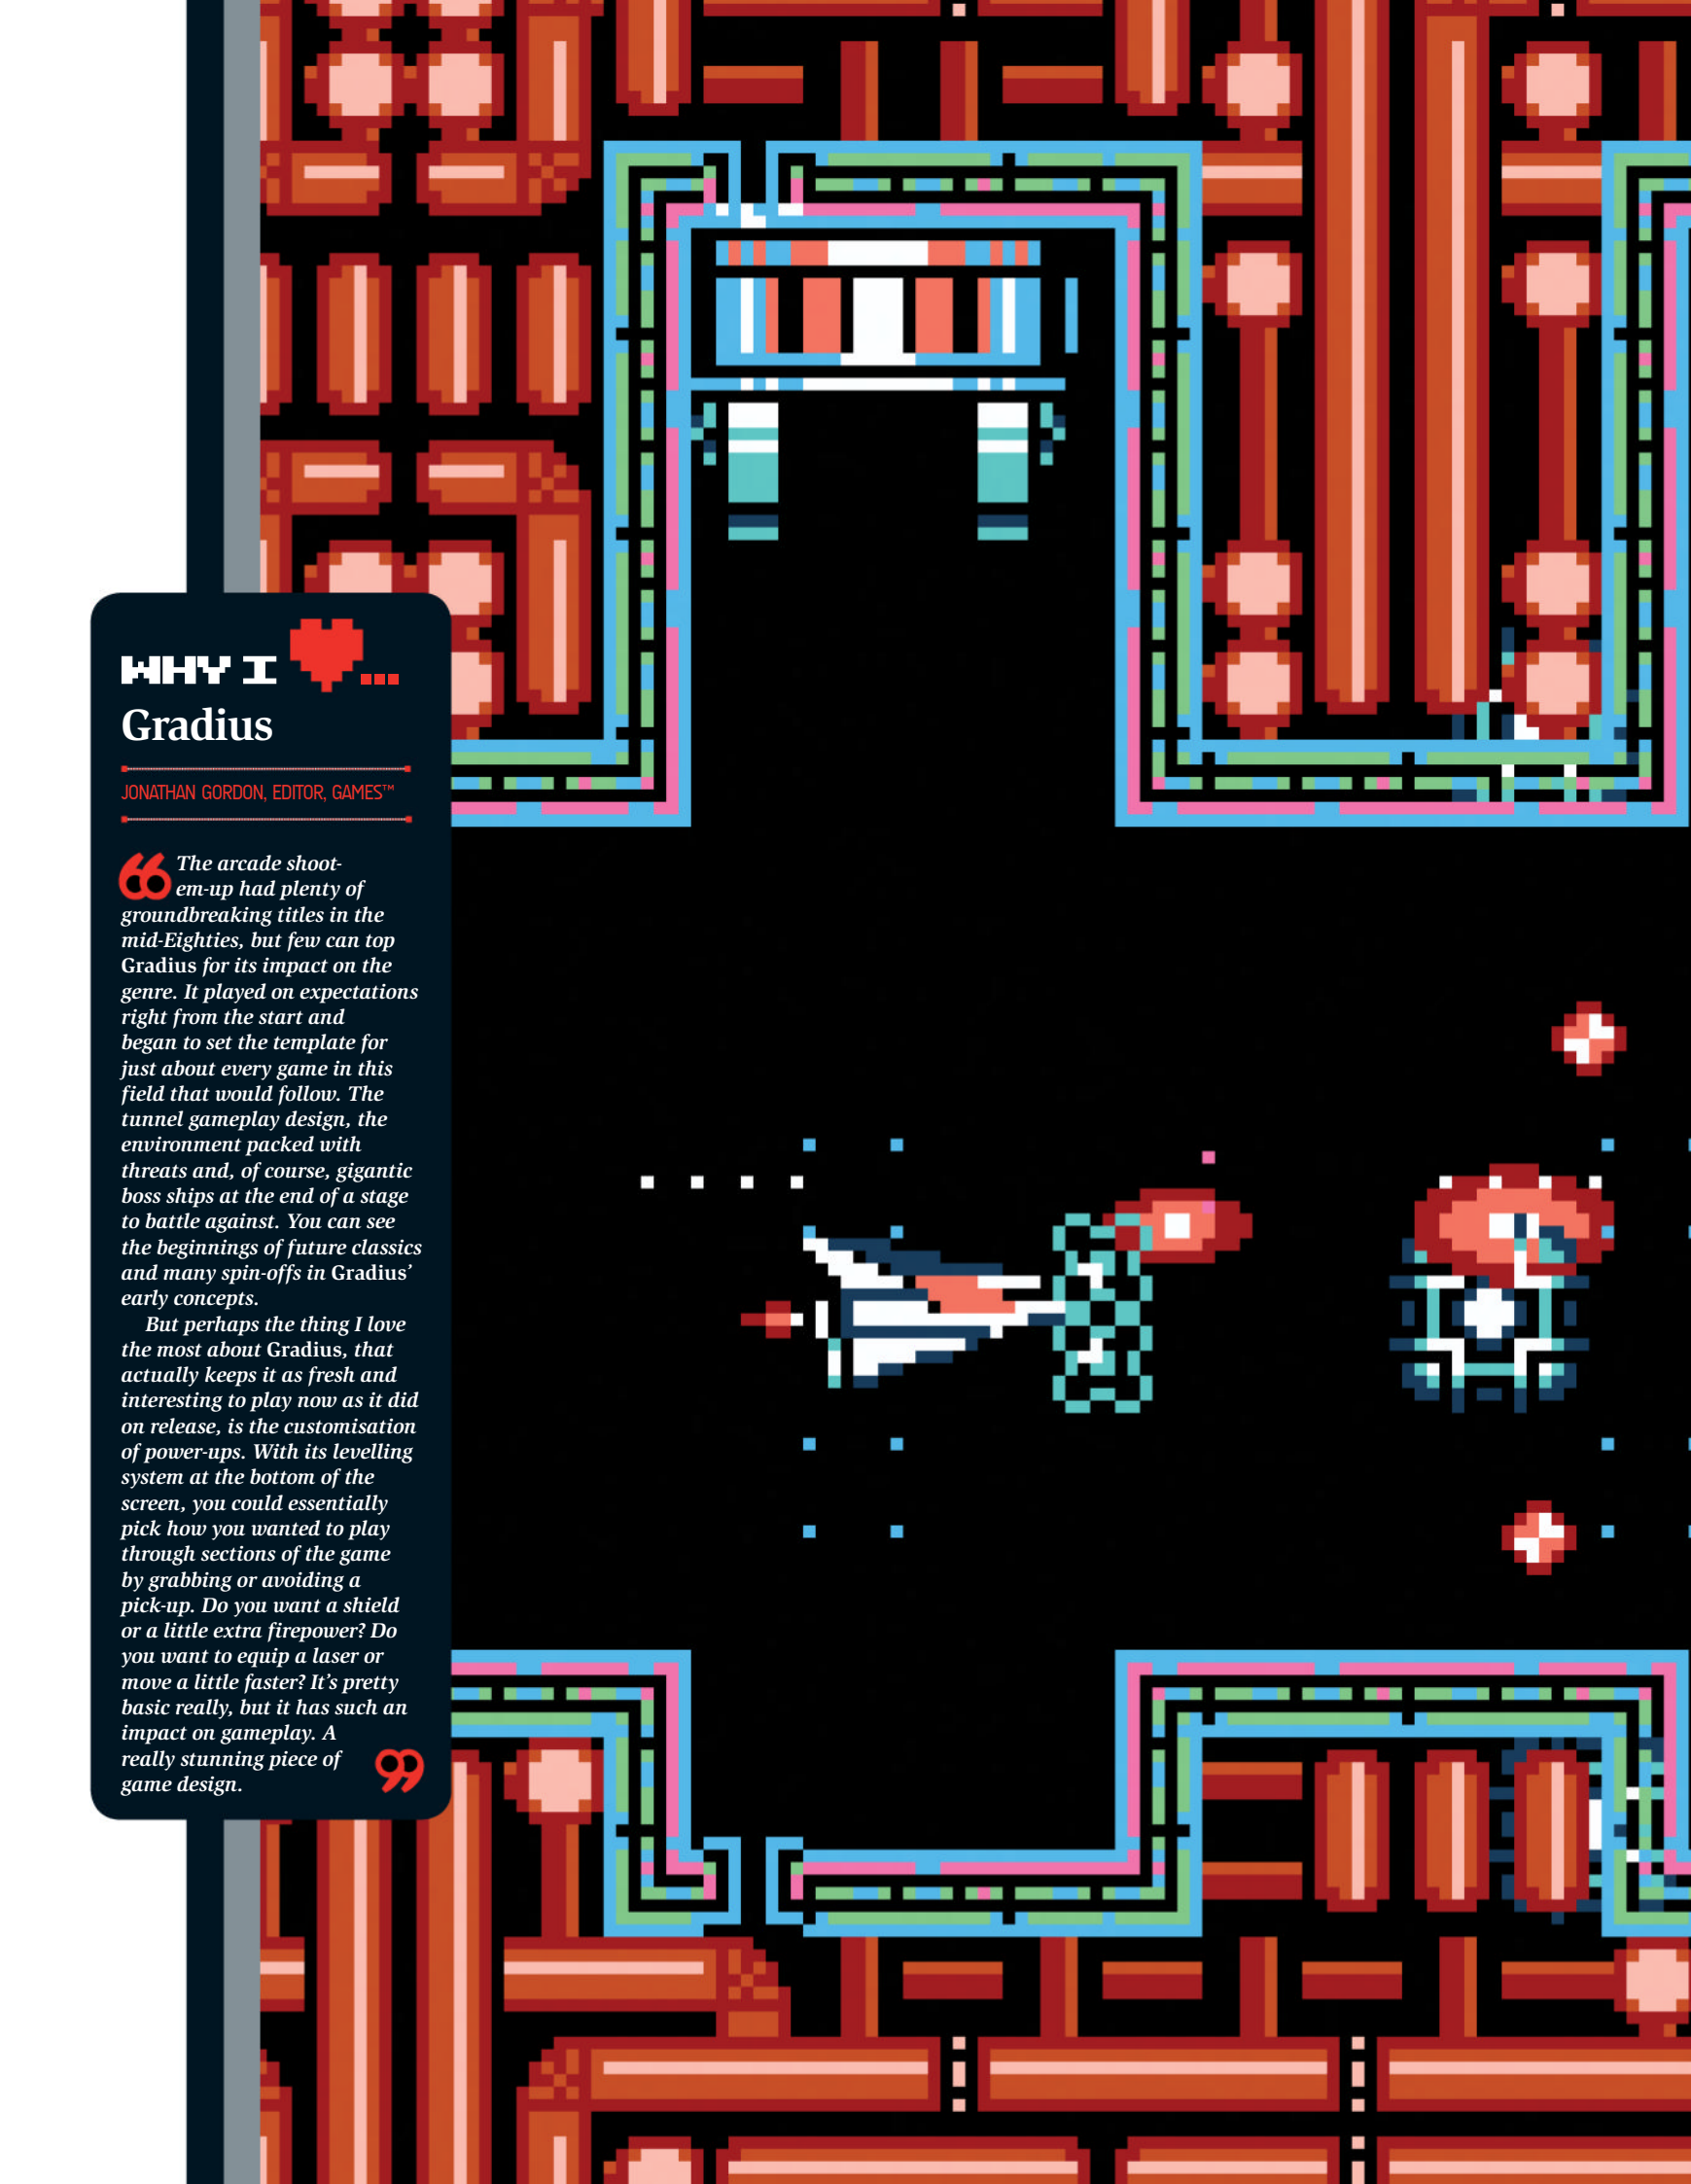 WHY I ...
Gradius
JONATHAN GORDON, EDITOR, GAMES™
“The arcade shoot-
em-up had plenty of
groundbreaking titles in the
mid-Eighties, but few can top
Gradius for its impact on the
genre. It played on expectations
right from the start and
began to set the template for
just about every game in this
field that would follow. The
tunnel gameplay design, the
environment packed with
threats and, of course, gigantic
boss ships at the end of a stage
to battle against. You can see
the beginnings of future classics
and many spin-offs in Gradius’
early concepts.
But perhaps the thing I love
the most about Gradius, that
actually keeps it as fresh and
interesting to play now as it did
on release, is the customisation
of power-ups. With its levelling
system at the bottom of the
screen, you could essentially
pick how you wanted to play
through sections of the game
by grabbing or avoiding a
pick-up. Do you want a shield
or a little extra firepower? Do
you want to equip a laser or
move a little faster? It’s pretty
basic really, but it has such an
impact on gameplay. A
really stunning piece of
game design.”